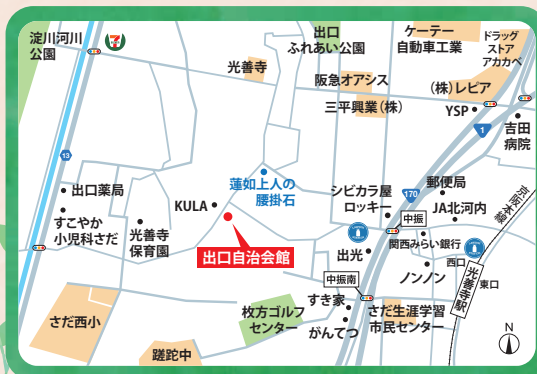 淀川河川
公園
出口
ふれあい公園
ケーテー
自動車工業
ドラッグ
ストア
アカカベ
光善寺
阪急オアシス
三平興業(株)
(株)レピア
YSP
1
吉田
病院
13
蓮如上人の
腰掛石
シビカラ屋
ロッキー
170
郵便局
JA北河内
京阪本線
出口薬局
すこやか
小児科さだ
光善寺
保育園
KULA
出口自治会館
中振
関西みらい銀行
出光
ノンノン
西口
東口
光善寺駅
中振南
さだ西小
蹉跎中
枚方ゴルフ
センター
すき家
がんてつ
さだ生涯学習
市民センター
N